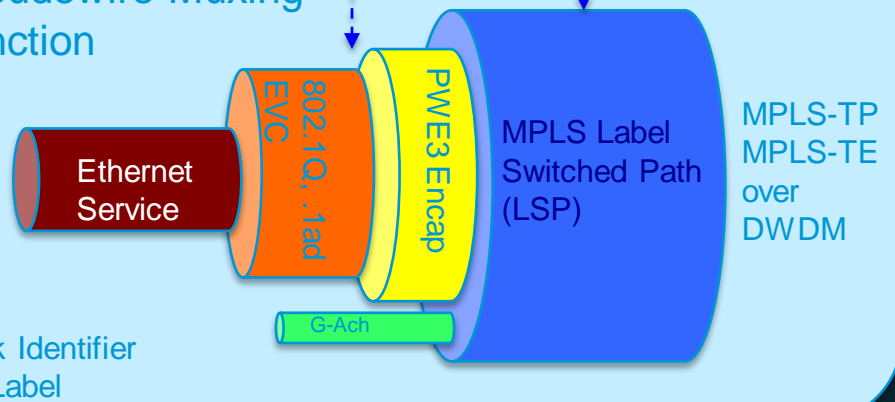 nction
802.1Q, .1ad
EVC
PWE3 Encap
Ethernet
Service
MPLS Label
Switched Path
(LSP)
MPLS-TP
MPLS-TE
over
DWDM
G-Ach
k Identifier
Label